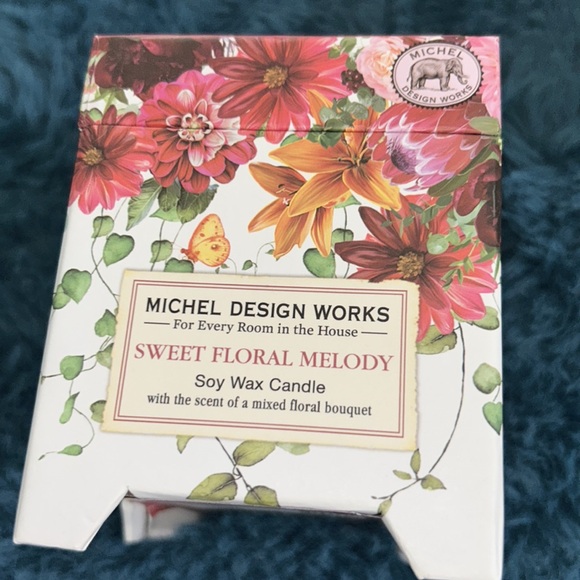 MICHEL
DESIGN WORKS
MICHEL DESIGN WORKS
For Every Room in the House
SWEET FLORAL MELODY
Soy Wax Candle
with the scent of a mixed floral bouquet